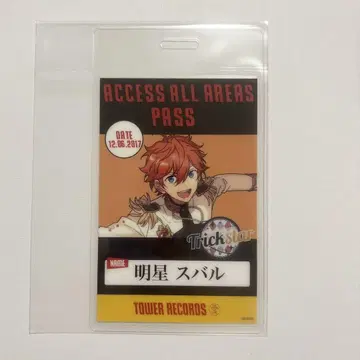 ACCESS ALL AREAS
PASS
DATE
12.06.2017
Trickstar
NAME
明星 スバル
TOWER RECORDS